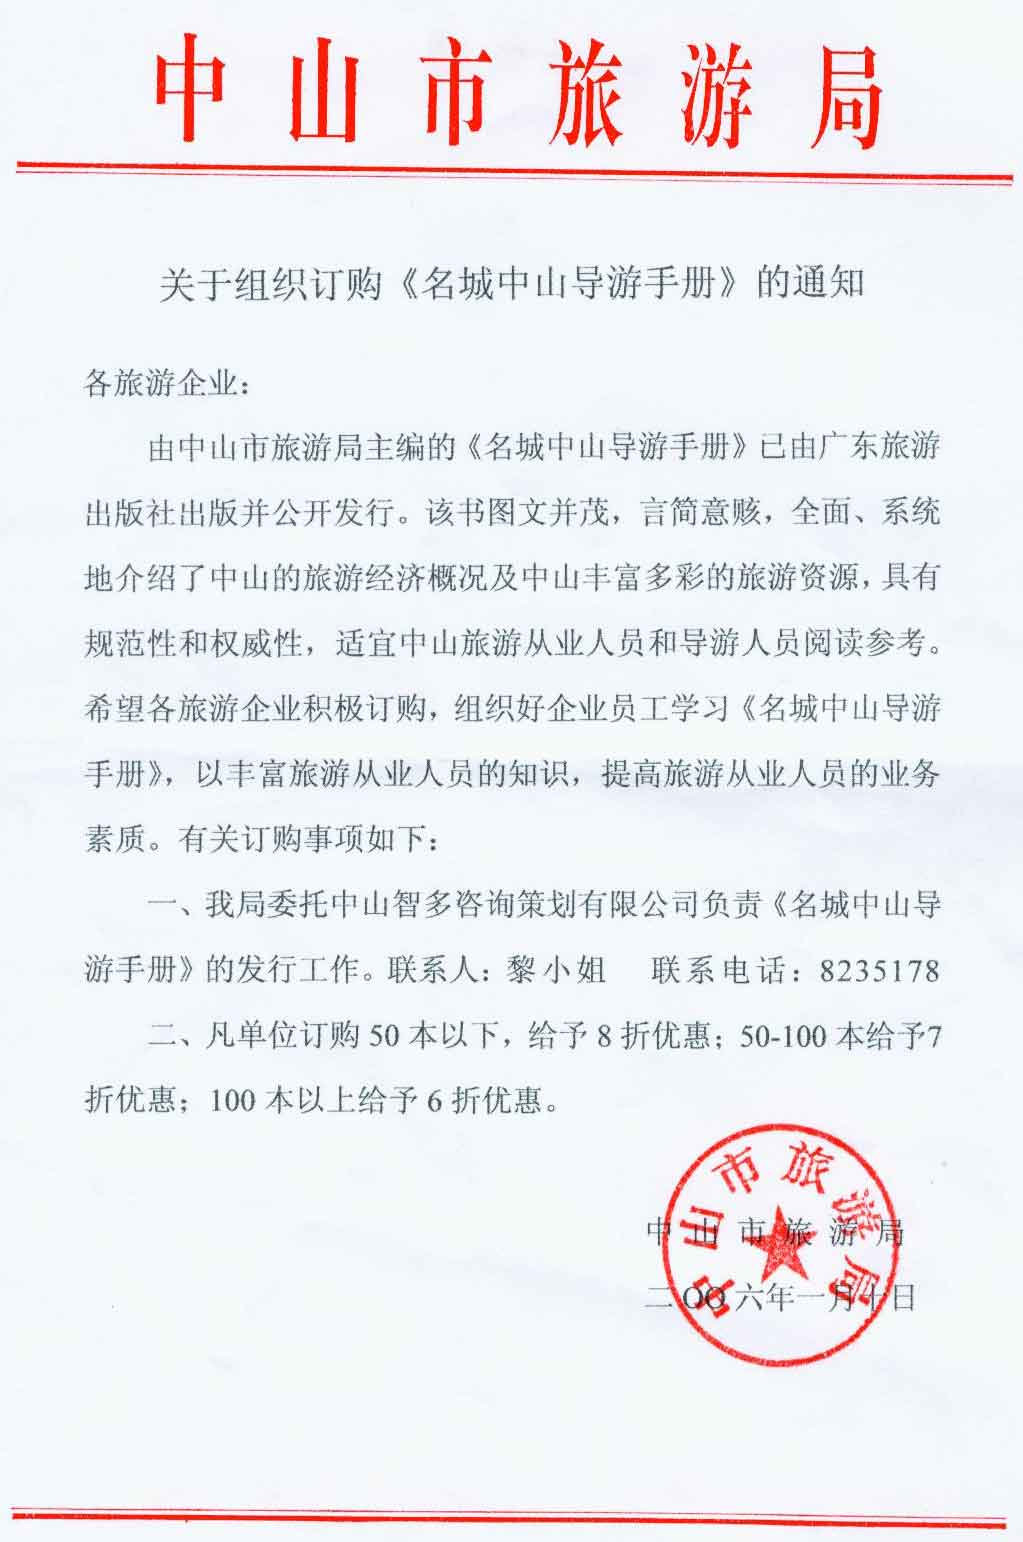 中山市旅游局
关于组织订购《名城中山导游手册》的通知
各旅游企业：
由中山市旅游局主编的《名城中山导游手册》已由广东旅游
出版社出版并公开发行。该书图文并茂，言简意赅，全面、系统
地介绍了中山的旅游经济概况及中山丰富多彩的旅游资源，具有
规范性和权威性，适宜中山旅游从业人员和导游人员阅读参考。
希望各旅游企业积极订购，组织好企业员工学习《名城中山导游
手册》，以丰富旅游从业人员的知识，提高旅游从业人员的业务
素质。有关订购事项如下：
一、我局委托中山智多咨询策划有限公司负责《名城中山导
游手册》的发行工作。联系人：黎小姐 联系电话：8235178
二、凡单位订购 50 本以下，给予 8 折优惠；50-100 本给予7
折优惠；100 本以上给予 6 折优惠。
中山市旅游局
二〇〇六年一月十日
中山市旅游局